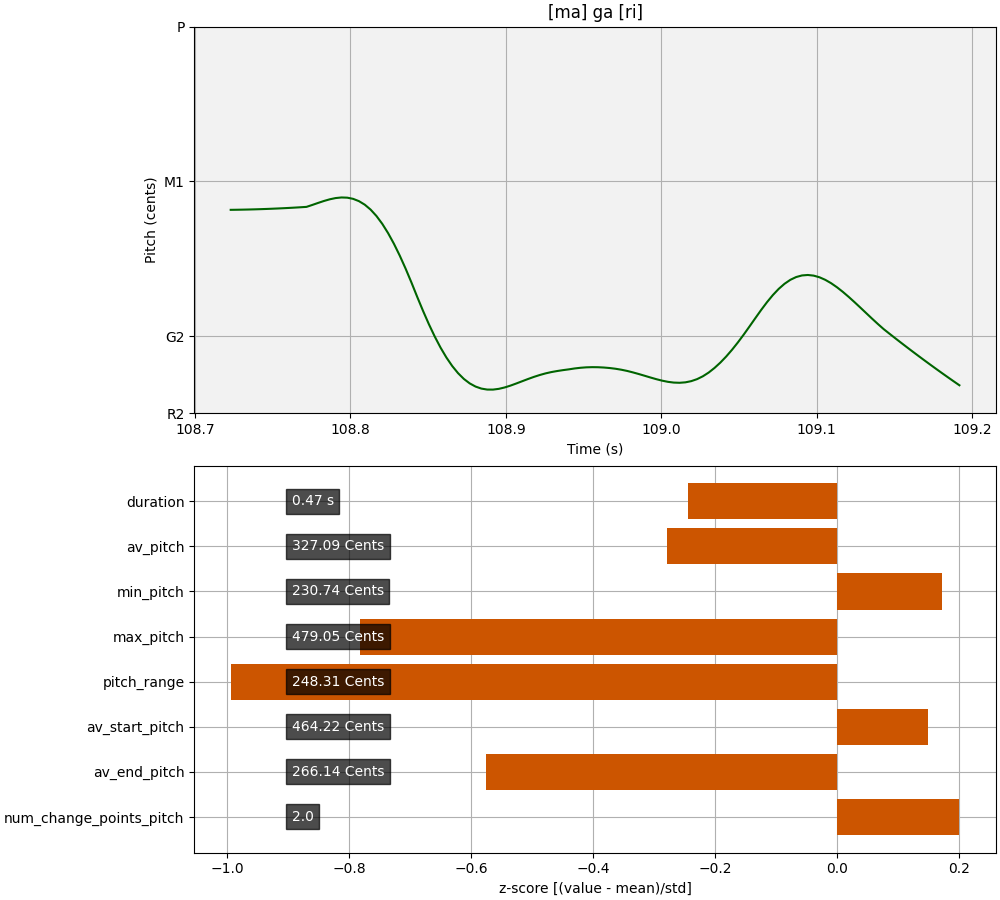 [ma] ga [ri]
P
M1
G2
R2
Pitch (cents)
108.7 108.8 108.9 109.0 109.1 109.2
Time (s)
duration 0.47 s
av_pitch 327.09 Cents
min_pitch 230.74 Cents
max_pitch 479.05 Cents
pitch_range 248.31 Cents
av_start_pitch 464.22 Cents
av_end_pitch 266.14 Cents
num_change_points_pitch 2.0
−1.0 −0.8 −0.6 −0.4 −0.2 0.0 0.2
z-score [(value - mean)/std]